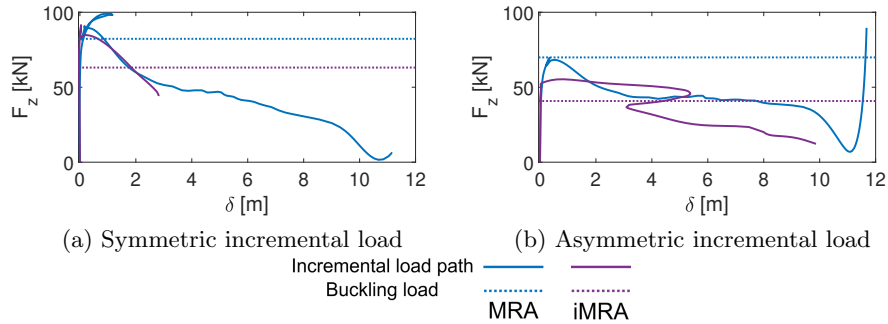 100
50
0
F_z [kN]
0 2 4 6 8 10 12
δ [m]
(a) Symmetric incremental load
100
50
0
F_z [kN]
0 2 4 6 8 10 12
δ [m]
(b) Asymmetric incremental load
Incremental load path
Buckling load
MRA iMRA